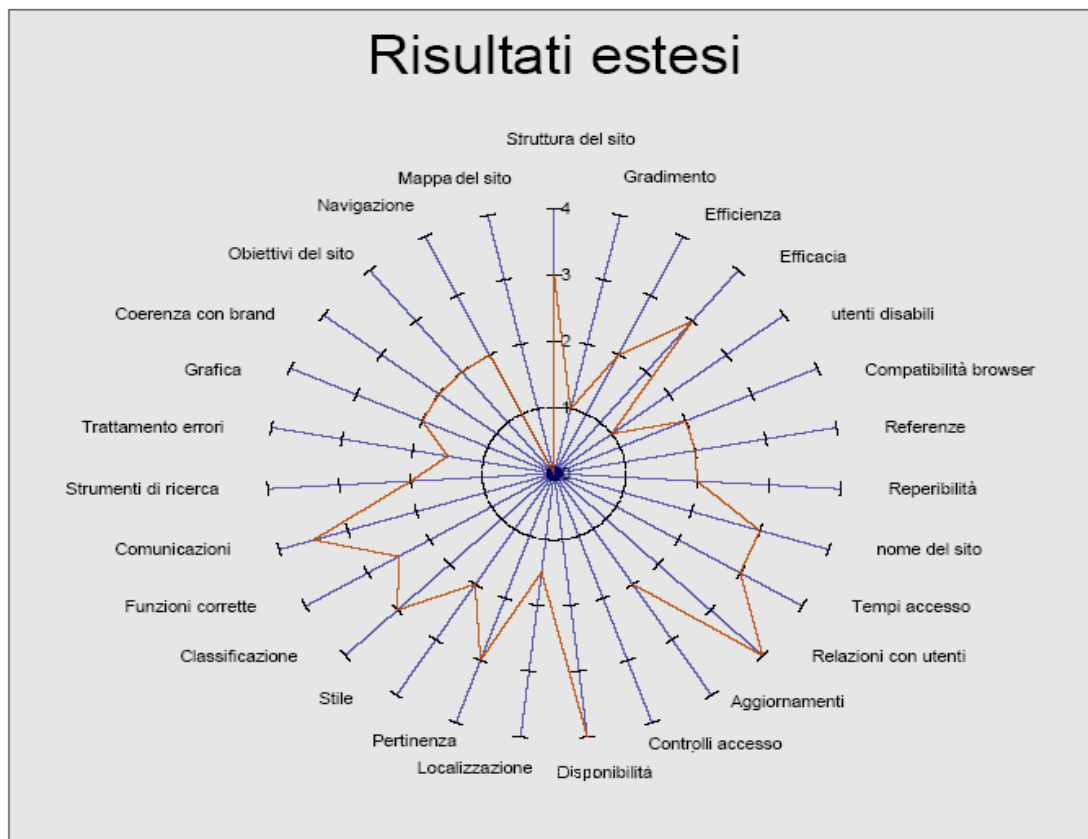 Risultati estesi
Struttura del sito
Gradimento
Efficienza
Efficacia
utenti disabili
Compatibilità browser
Referenze
Reperibilità
nome del sito
Tempi accesso
Relazioni con utenti
Aggiornamenti
Controlli accesso
Disponibilità
Localizzazione
Pertinenza
Stile
Classificazione
Funzioni corrette
Comunicazioni
Strumenti di ricerca
Trattamento errori
Grafica
Coerenza con brand
Obiettivi del sito
Navigazione
Mappa del sito
4
3
2
1
0